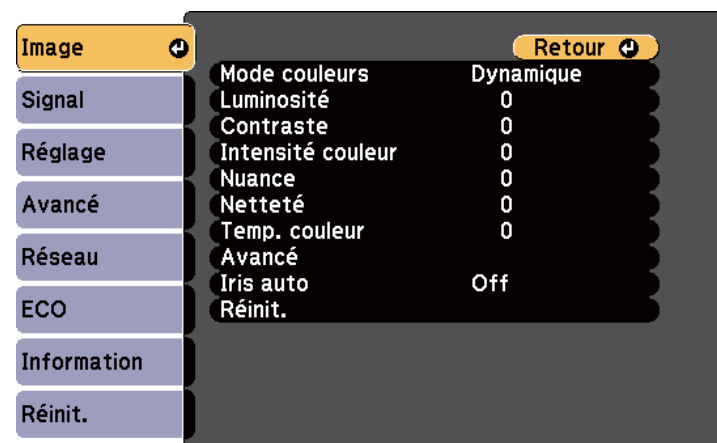 Image
Signal
Réglage
Avancé
Réseau
ECO
Information
Réinit.
Retour
Mode couleurs Dynamique
Luminosité 0
Contraste 0
Intensité couleur 0
Nuance 0
Netteté 0
Temp. couleur 0
Avancé
Iris auto Off
Réinit.